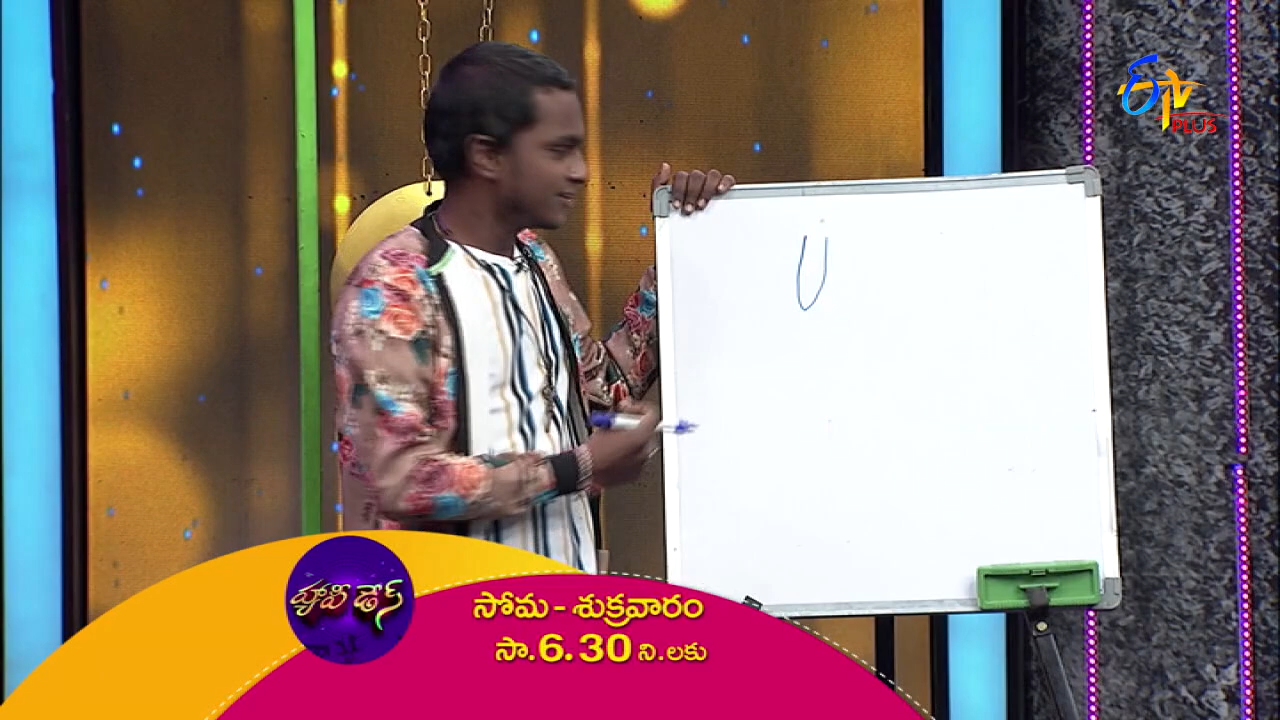 ETV
PLUS
U
హ్యాపీ డేస్
సోమ - శుక్రవారం
సా.6.30 ని.లకు